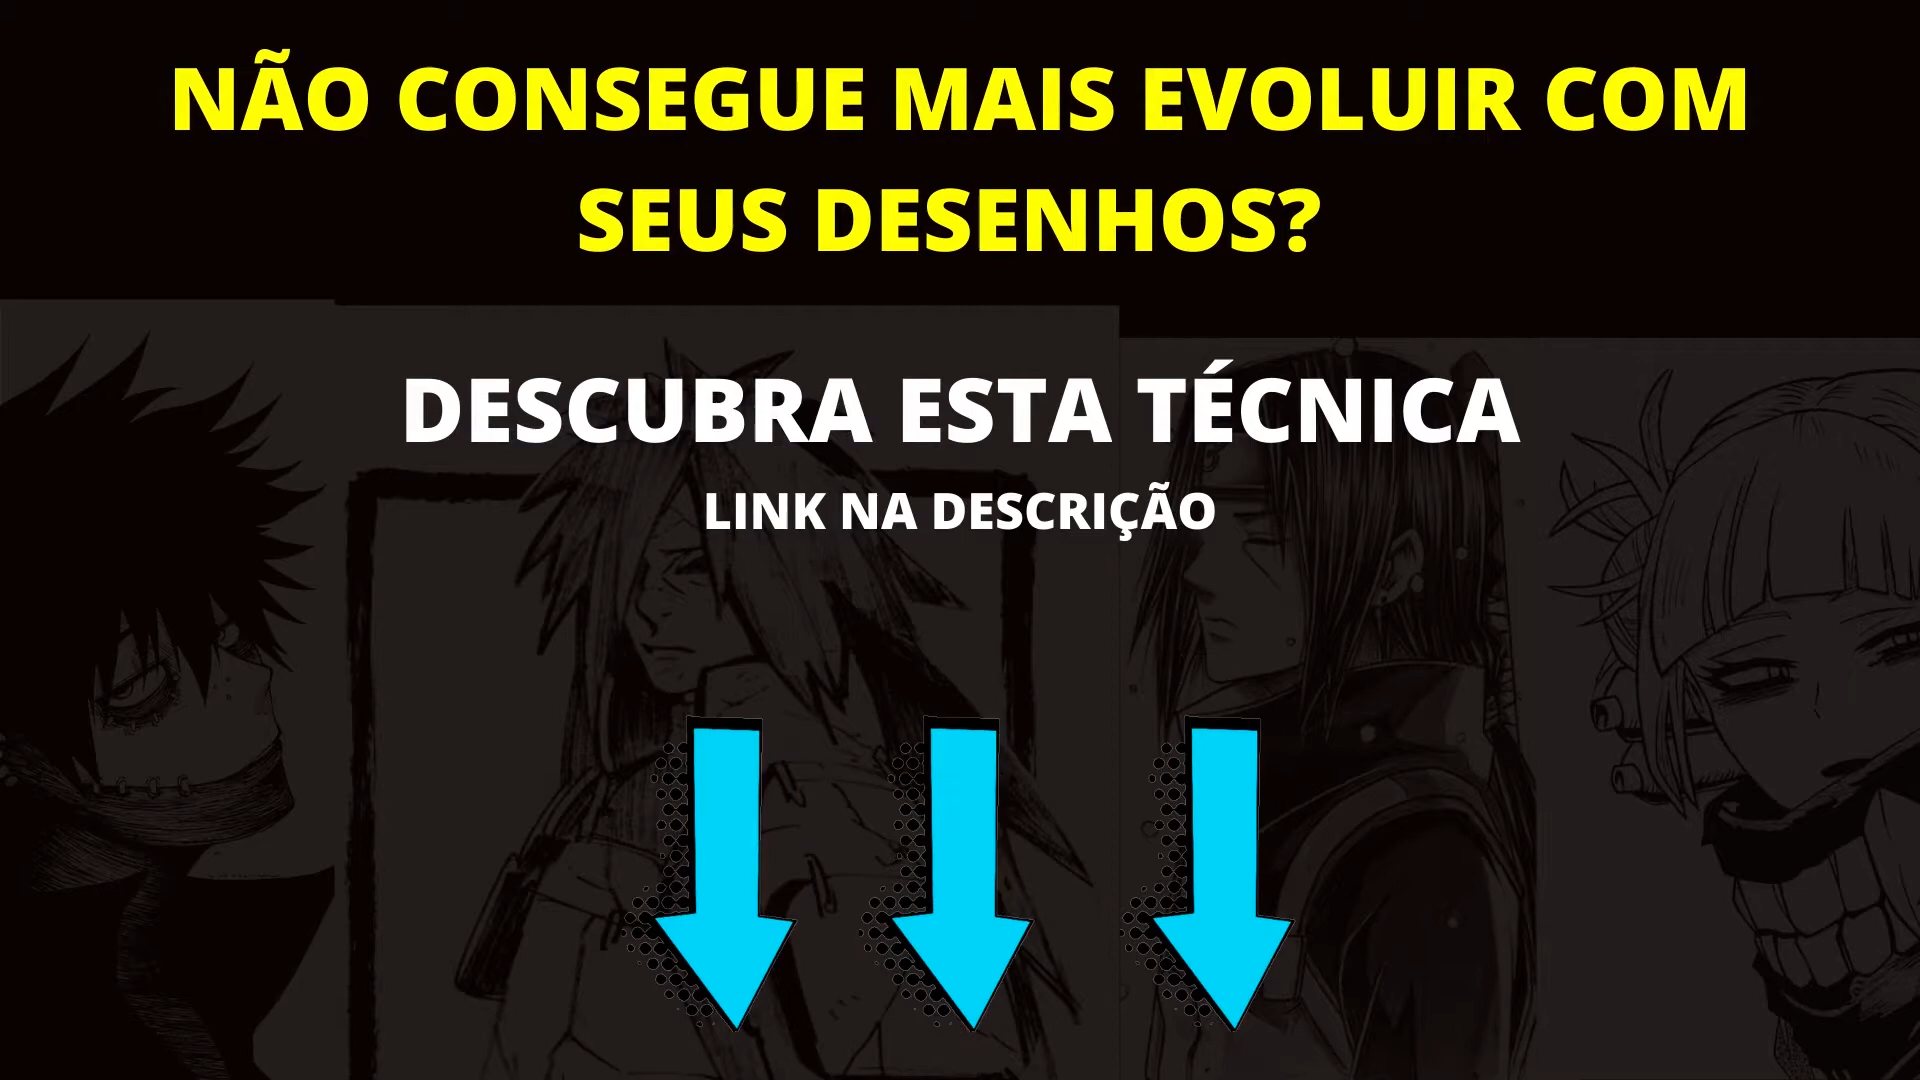 NÃO CONSEGUE MAIS EVOLUIR COM
SEUS DESENHOS?
DESCUBRA ESTA TÉCNICA
LINK NA DESCRIÇÃO